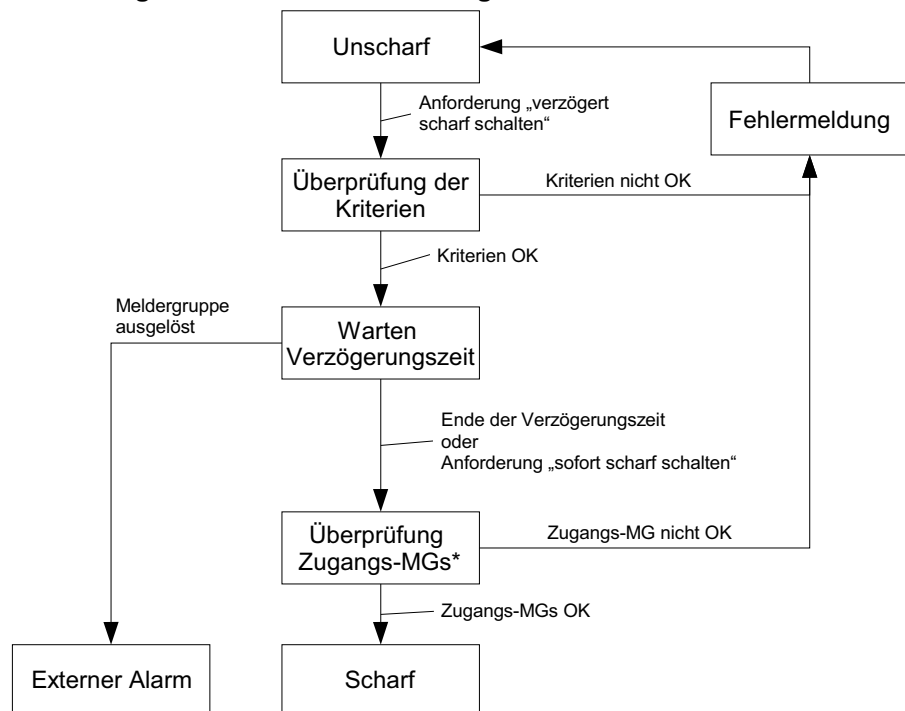 Unscharf
Anforderung „verzögert
scharf schalten“
Fehlermeldung
Überprüfung der
Kriterien
Kriterien nicht OK
Kriterien OK
Meldergruppe
ausgelöst
Warten
Verzögerungszeit
Ende der Verzögerungszeit
oder
Anforderung „sofort scharf schalten“
Überprüfung
Zugangs-MGs*
Zugangs-MG nicht OK
Zugangs-MGs OK
Externer Alarm
Scharf